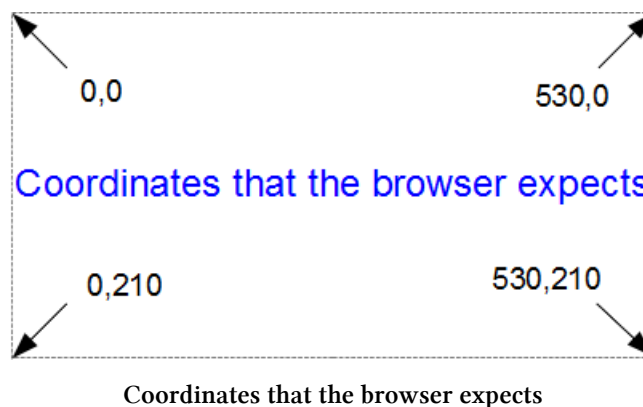 0,0
530,0
Coordinates that the browser expects
0,210
530,210
Coordinates that the browser expects